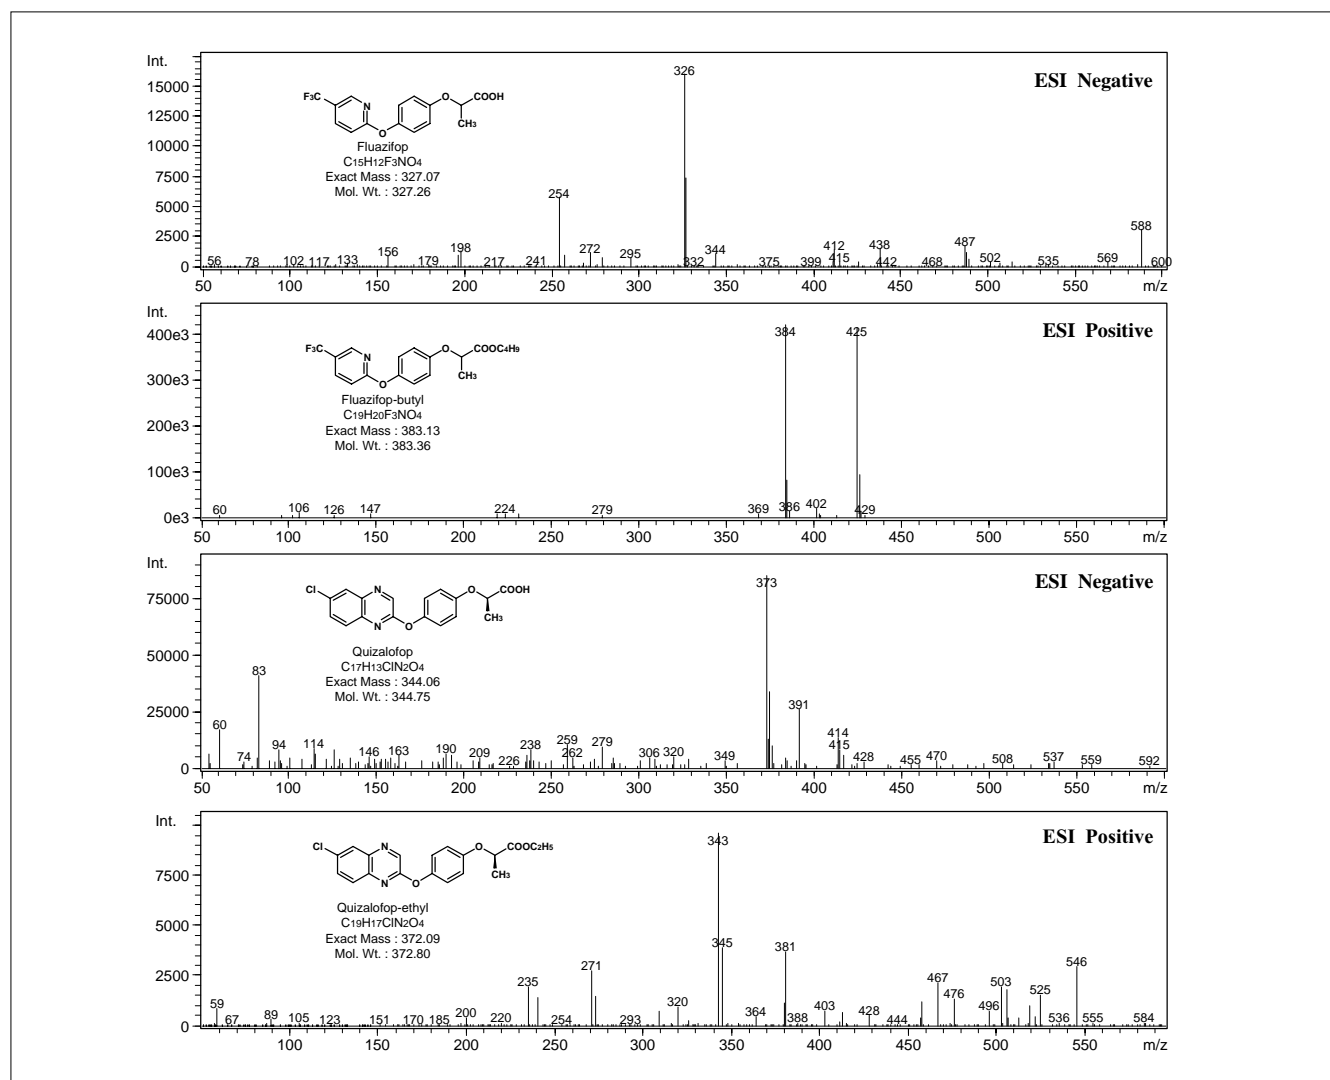 Int.
ESI Negative
15000
12500
10000
7500
5000
2500
0
F3C
N
O
O
COOH
CH3
Fluazifop
C15H12F3NO4
Exact Mass : 327.07
Mol. Wt. : 327.26
56 78 102 117 133 156 179 198 217 241 254 272 295 326 332 344 375 399 412 415 438 442 468 487 502 535 569 588 600
50 100 150 200 250 300 350 400 450 500 550 m/z
Int.
ESI Positive
400e3
300e3
200e3
100e3
0e3
F3C
N
O
O
COOC4H9
CH3
Fluazifop-butyl
C19H20F3NO4
Exact Mass : 383.13
Mol. Wt. : 383.36
60 106 126 147 224 279 369 384 386 402 425 429
50 100 150 200 250 300 350 400 450 500 550 m/z
Int.
ESI Negative
75000
50000
25000
0
Cl
N
N
O
O
COOH
CH3
Quizalofop
C17H13ClN2O4
Exact Mass : 344.06
Mol. Wt. : 344.75
60 74 83 94 114 146 163 190 209 226 238 259 262 279 306 320 349 373 391 414 415 428 455 470 508 537 559 592
50 100 150 200 250 300 350 400 450 500 550 m/z
Int.
ESI Positive
7500
5000
2500
0
Cl
N
N
O
O
COOC2H5
CH3
Quizalofop-ethyl
C19H17ClN2O4
Exact Mass : 372.09
Mol. Wt. : 372.80
59 67 89 105 123 151 170 185 200 220 235 254 271 293 320 343 345 364 381 388 403 428 444 467 476 496 503 525 536 546 555 584
100 150 200 250 300 350 400 450 500 550 m/z